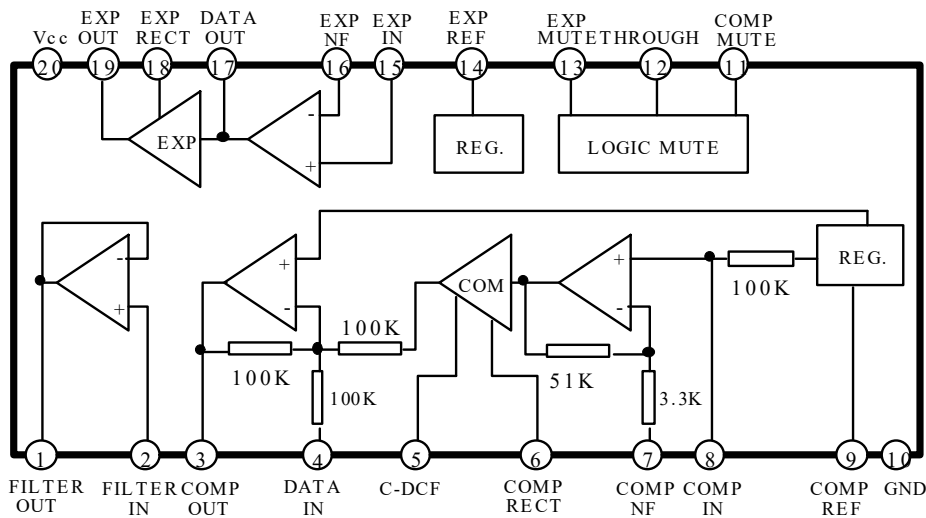 Vcc
EXP OUT
EXP RECT
DATA OUT
EXP NF
EXP IN
EXP REF
EXP MUTE
THROUGH
COMP MUTE
20
19
18
17
16
15
14
13
12
11
EXP
-
+
REG.
LOGIC MUTE
-
+
+
-
COM
+
-
REG.
100K
100K
100K
100K
51K
3.3K
1
2
3
4
5
6
7
8
9
10
FILTER OUT
FILTER IN
COMP OUT
DATA IN
C-DCF
COMP RECT
COMP NF
COMP IN
COMP REF
GND